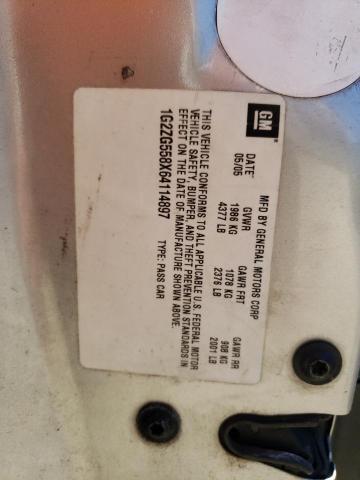 GM
MFD BY GENERAL MOTORS CORP
DATE GVWR GAWR FRT GAWR RR
05/05 1986 KG 1078 KG 908 KG
4377 LB 2376 LB 2001 LB
THIS VEHICLE CONFORMS TO ALL APPLICABLE U.S. FEDERAL MOTOR
VEHICLE SAFETY, BUMPER, AND THEFT PREVENTION STANDARDS IN
EFFECT ON THE DATE OF MANUFACTURE SHOWN ABOVE.
1G2ZG558X64114897 TYPE: PASS CAR